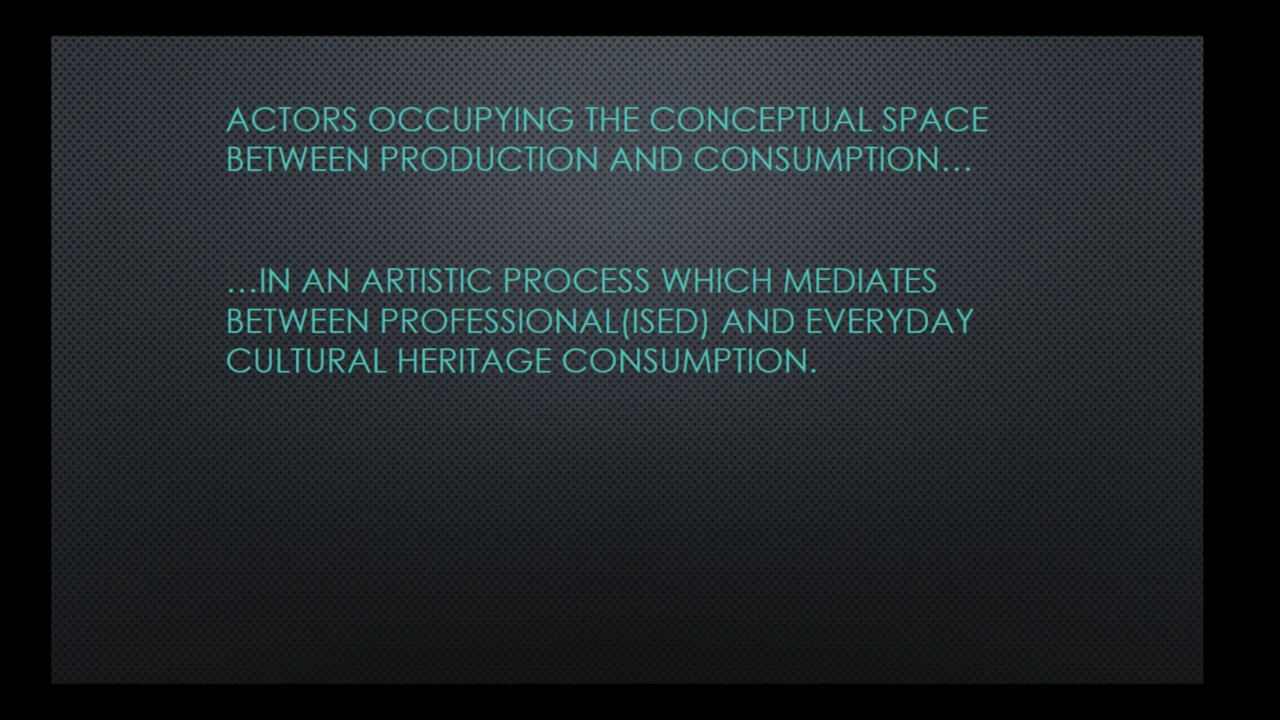 ACTORS OCCUPYING THE CONCEPTUAL SPACE
BETWEEN PRODUCTION AND CONSUMPTION...
...IN AN ARTISTIC PROCESS WHICH MEDIATES
BETWEEN PROFESSIONAL(ISED) AND EVERYDAY
CULTURAL HERITAGE CONSUMPTION.